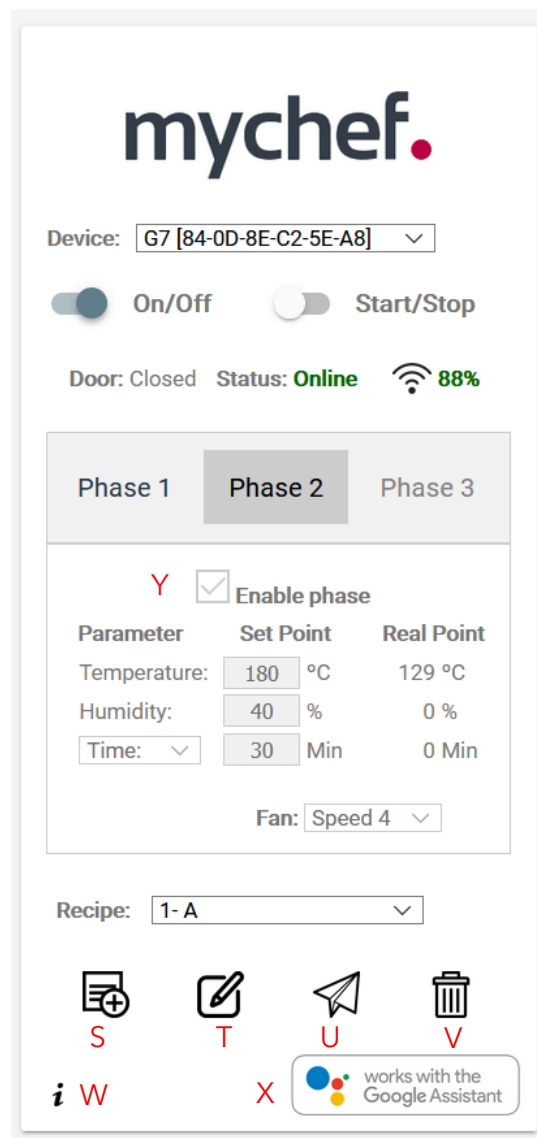 mychef.
Device: G7 [84-0D-8E-C2-5E-A8]
On/Off Start/Stop
Door: Closed Status: Online 88%
Phase 1 Phase 2 Phase 3
Y Enable phase
Parameter Set Point Real Point
Temperature: 180 ºC 129 ºC
Humidity: 40 % 0 %
Time: 30 Min 0 Min
Fan: Speed 4
Recipe: 1- A
S T U V
i W X works with the
Google Assistant